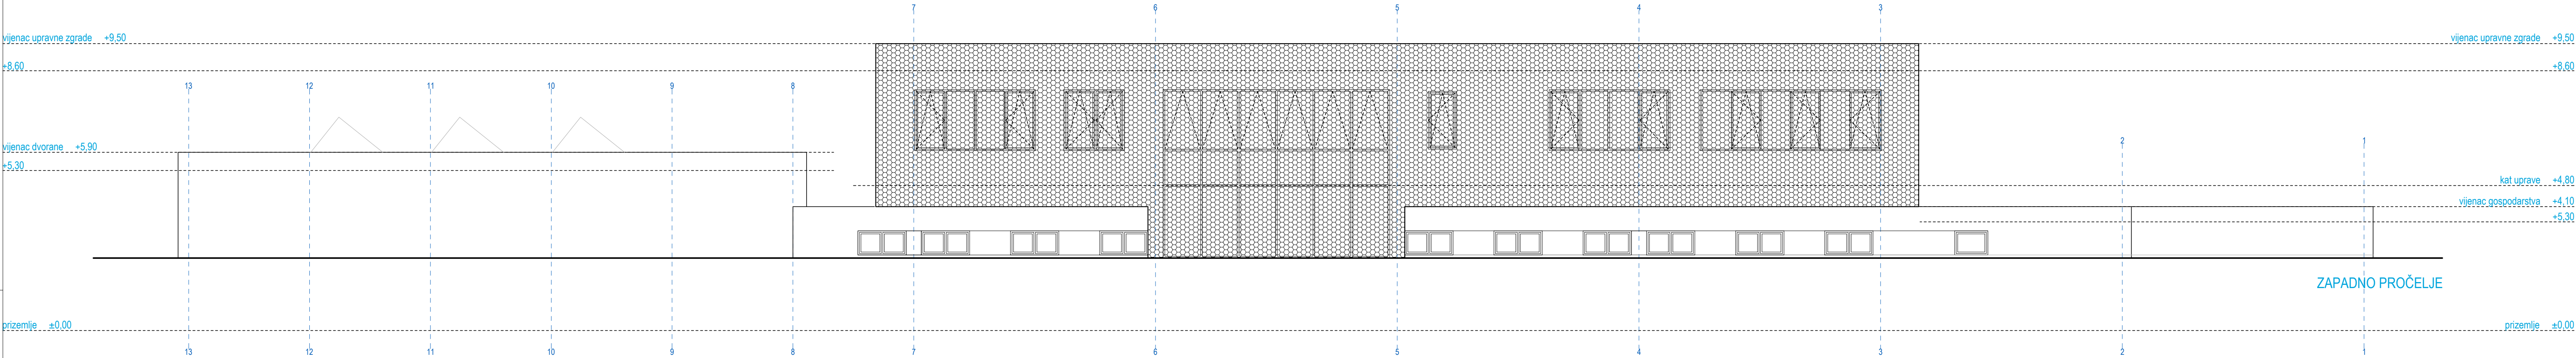 7 6 5 4 3
vijenac upravne zgrade +9,50
vijenac upravne zgrade +9,50
+8,60
+8,60
13 12 11 10 9 8
2 1
vijenac dvorane +5,90
+5,30
kat uprave +4,80
vijenac gospodarstva +4,10
+5,30
ZAPADNO PROČELJE
prizemlje ±0,00
prizemlje ±0,00
13 12 11 10 9 8 7 6 5 4 3 2 1